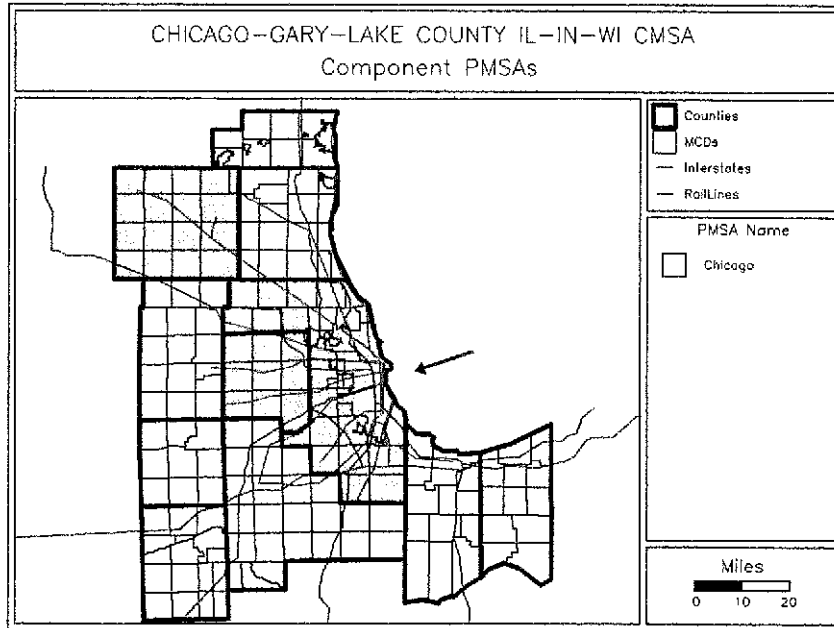 CHICAGO–GARY–LAKE COUNTY IL–IN–WI CMSA
Component PMSAs
Counties
MCDs
Interstates
RailLines
PMSA Name
Chicago
Miles
0 10 20